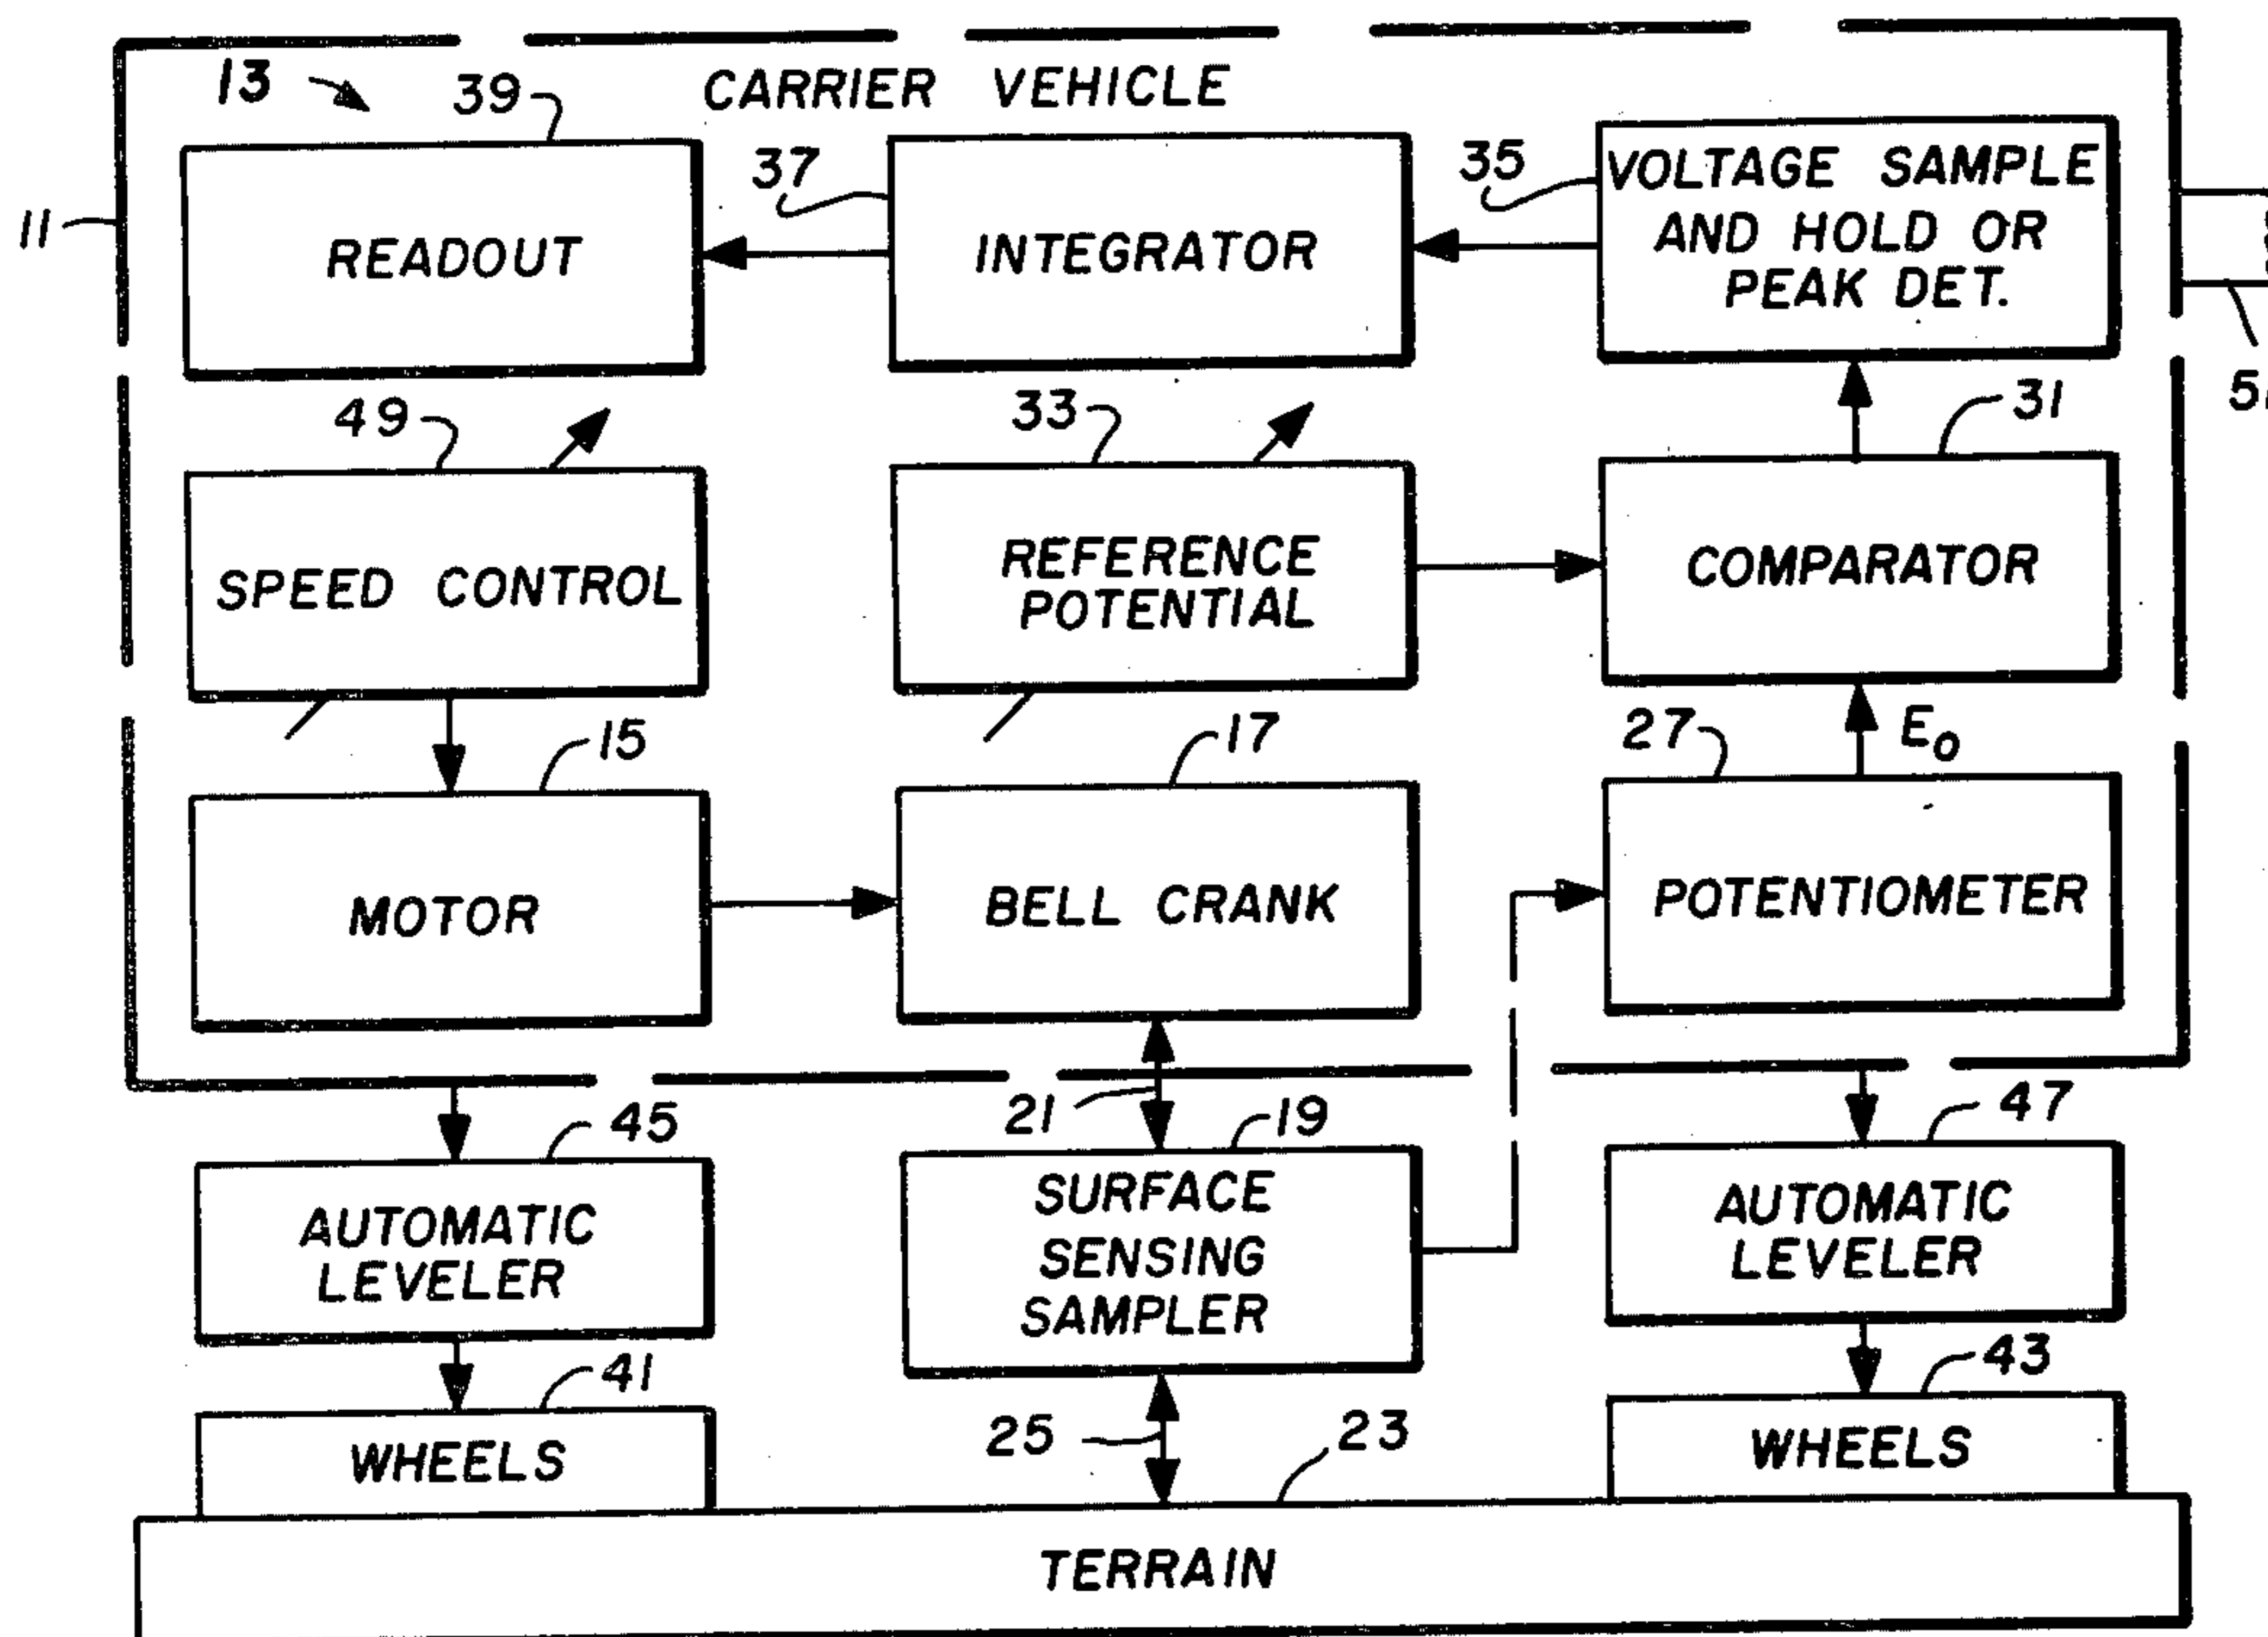 13
39
CARRIER VEHICLE
11
READOUT
37
INTEGRATOR
35
VOLTAGE SAMPLE
AND HOLD OR
PEAK DET.
49
SPEED CONTROL
33
REFERENCE
POTENTIAL
31
COMPARATOR
15
MOTOR
17
BELL CRANK
27
E₀
POTENTIOMETER
45
AUTOMATIC
LEVELER
21
19
SURFACE
SENSING
SAMPLER
47
AUTOMATIC
LEVELER
41
WHEELS
25
23
43
WHEELS
TERRAIN